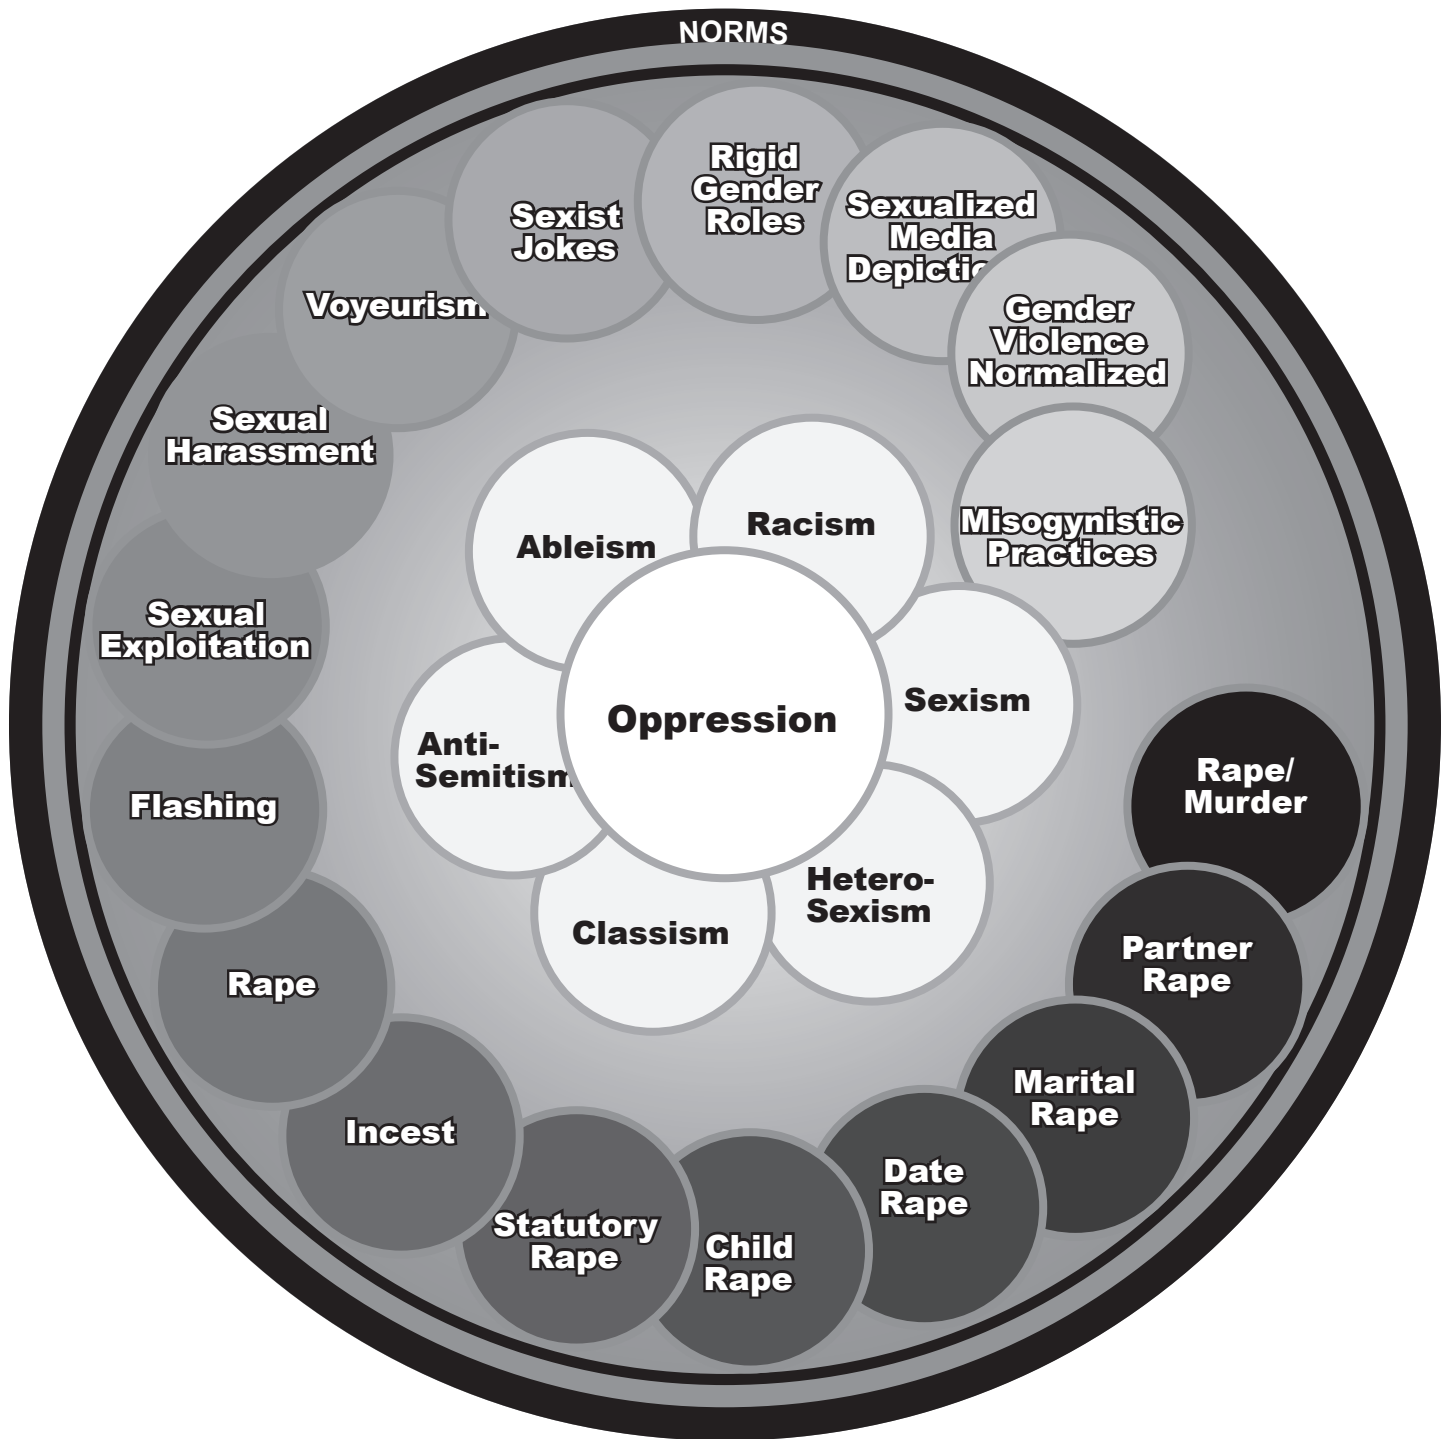 NORMS
Rigid
Gender
Roles
Sexualized
Media
Depictio
Gender
Violence
Normalized
Misogynistic
Practices
Sexist
Jokes
Voyeurism
Sexual
Harassment
Sexual
Exploitation
Flashing
Rape
Incest
Statutory
Rape
Child
Rape
Date
Rape
Marital
Rape
Partner
Rape
Rape/
Murder
Oppression
Ableism
Racism
Sexism
Hetero-
Sexism
Classism
Anti-
Semitism